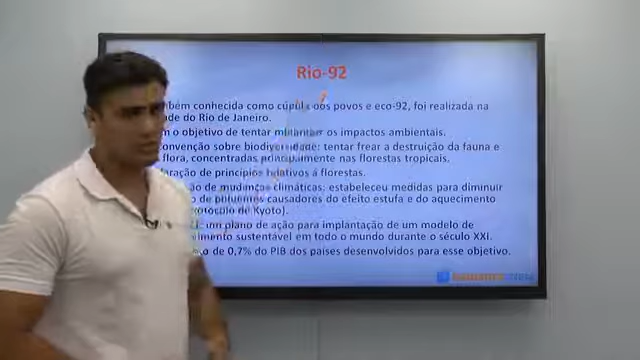 Rio-92
mbém conhecida como cúpula dos povos e eco-92, foi realizada na
de do Rio de Janeiro.
o objetivo de tentar minimizar os impactos ambientais.
onvenção sobre biodiversidade: tentar frear a destruição da fauna e
flora, concentradas principalmente nas florestas tropicais.
ração de princípios relativos à florestas.
ão de mudanças climáticas: estabeleceu medidas para diminuir
de poluentes causadores do efeito estufa e do aquecimento
rotocolo de Kyoto).
um plano de ação para implantação de um modelo de
imento sustentável em todo o mundo durante o século XXI.
de 0,7% do PIB dos países desenvolvidos para esse objetivo.